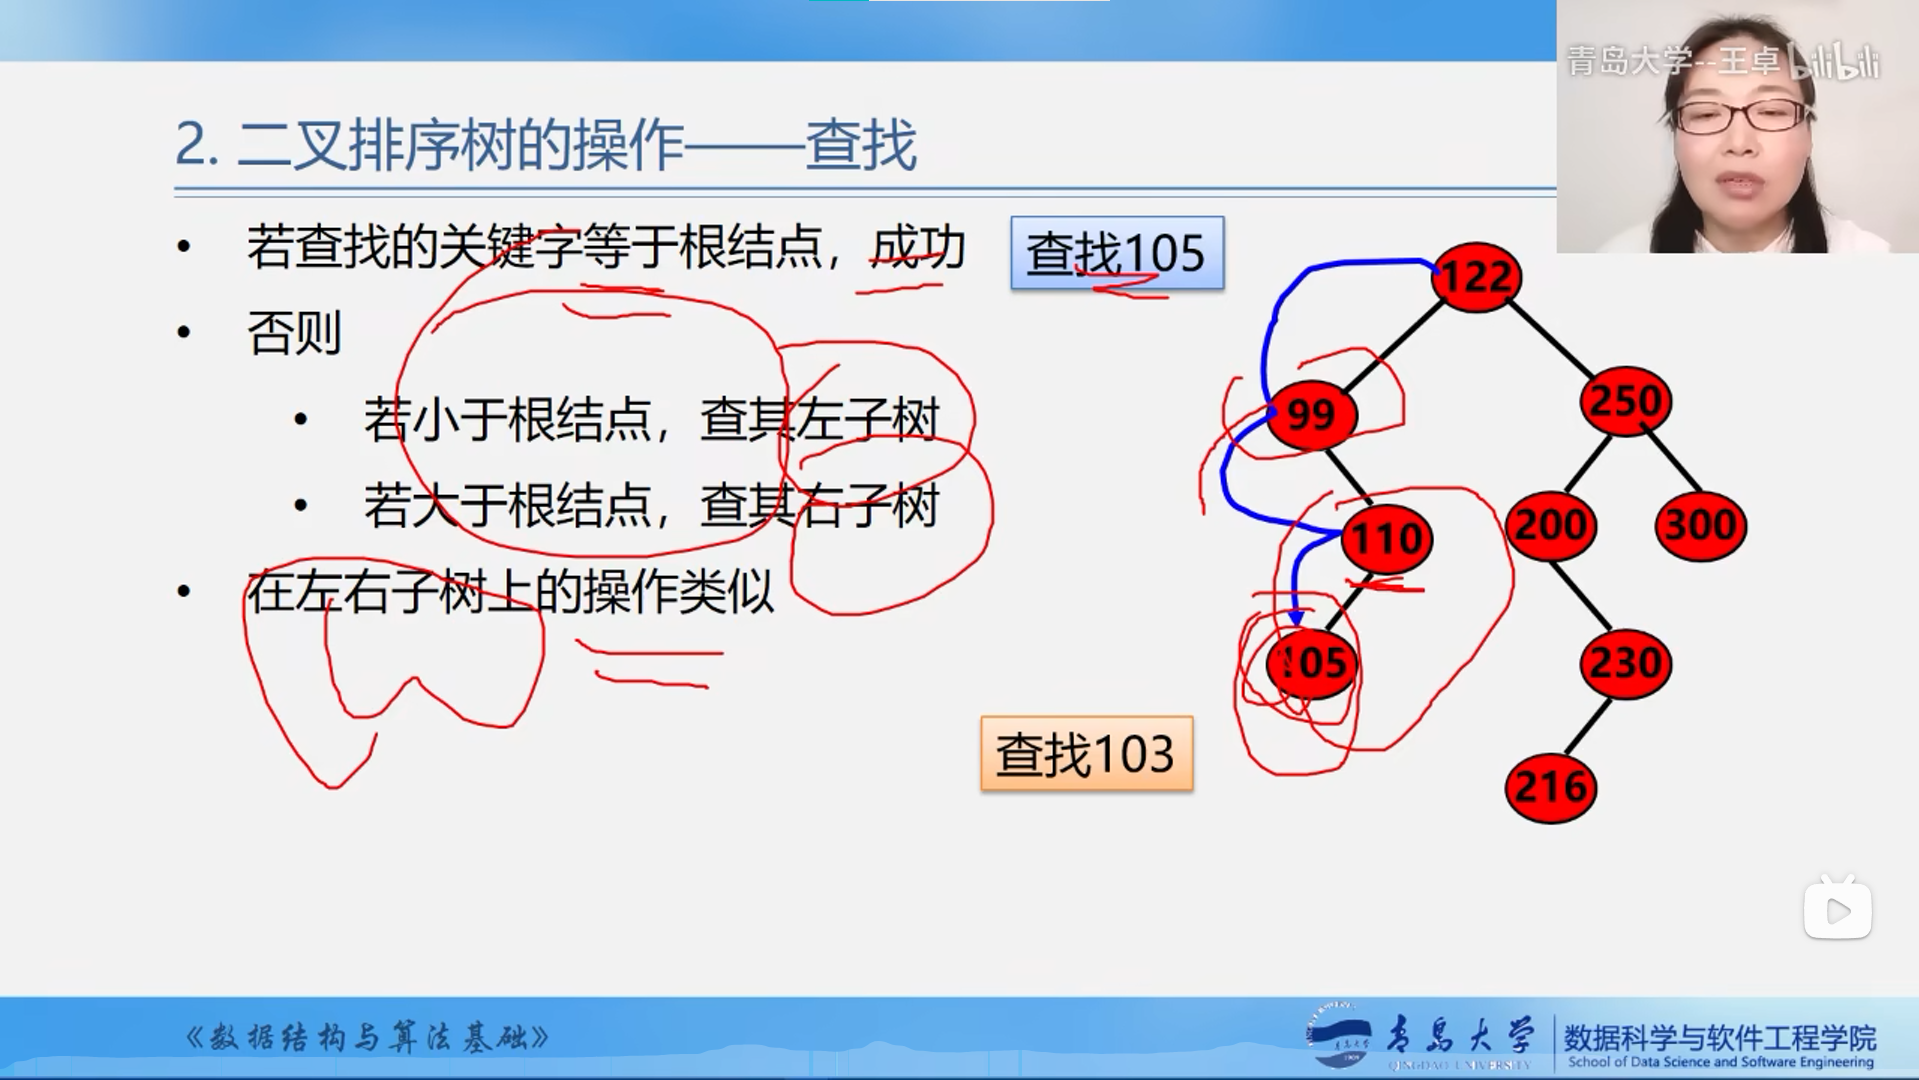 青岛大学--王卓 bilibili
2. 二叉排序树的操作——查找
• 若查找的关键字等于根结点，成功
• 否则
• 若小于根结点，查其左子树
• 若大于根结点，查其右子树
• 在左右子树上的操作类似
查找105
查找103
122
99
250
110
200
300
105
230
216
《数据结构与算法基础》
青岛大学
QINGDAO UNIVERSITY
数据科学与软件工程学院
School of Data Science and Software Engineering